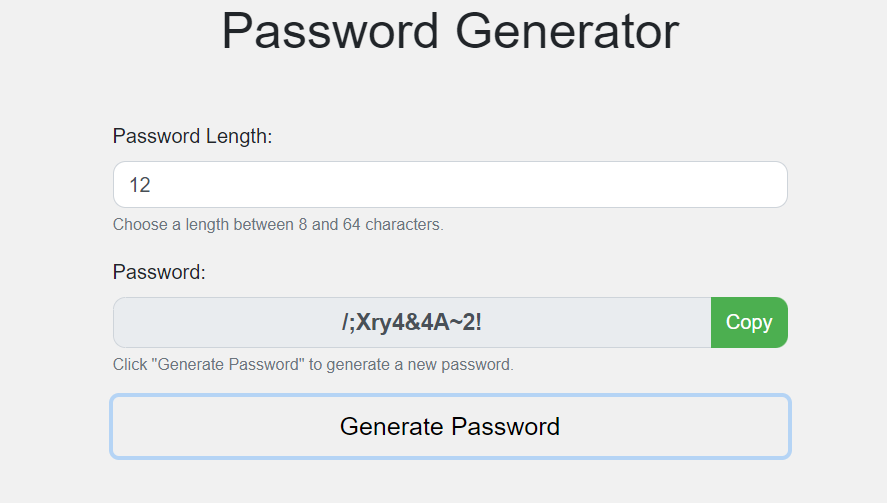 Password Generator
Password Length:
12
Choose a length between 8 and 64 characters.
Password:
/;Xry4&4A~2!
Copy
Click "Generate Password" to generate a new password.
Generate Password